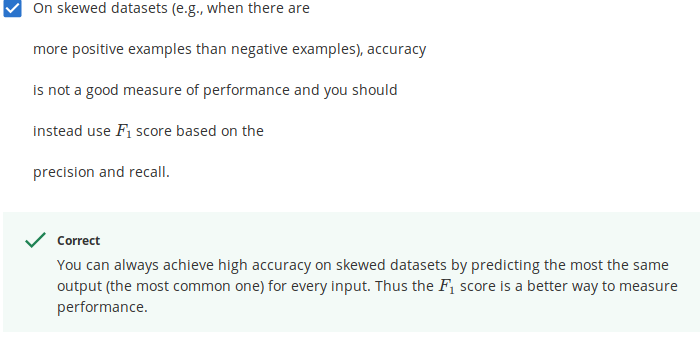 On skewed datasets (e.g., when there are
more positive examples than negative examples), accuracy
is not a good measure of performance and you should
instead use F₁ score based on the
precision and recall.
Correct
You can always achieve high accuracy on skewed datasets by predicting the most the same
output (the most common one) for every input. Thus the F₁ score is a better way to measure
performance.